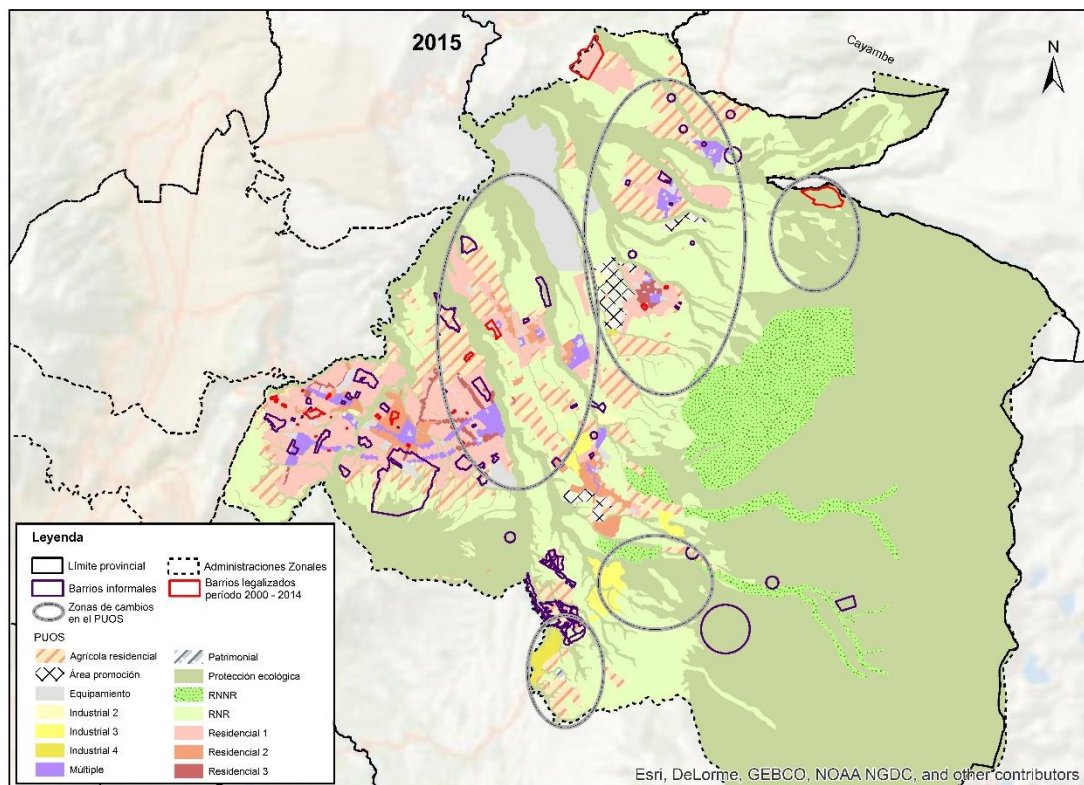 2015
Cayambe
N
Leyenda
Límite provincial
Administraciones Zonales
Barrios informales
Barrios legalizados
período 2000 - 2014
Zonas de cambios
en el PUOS
PUOS
Agrícola residencial
Patrimonial
Área promoción
Protección ecológica
Equipamiento
RNNR
Industrial 2
RNR
Industrial 3
Residencial 1
Industrial 4
Residencial 2
Múltiple
Residencial 3
Esri, DeLorme, GEBCO, NOAA NGDC, and other contributors